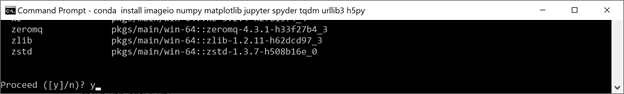 Command Prompt - conda install imageio numpy matplotlib jupyter spyder tqdm urllib3 h5py
zeromq pkgs/main/win-64::zeromq-4.3.1-h33f27b4_3
zlib pkgs/main/win-64::zlib-1.2.11-h62dcd97_3
zstd pkgs/main/win-64::zstd-1.3.7-h508b16e_0
Proceed ([y]/n)? y